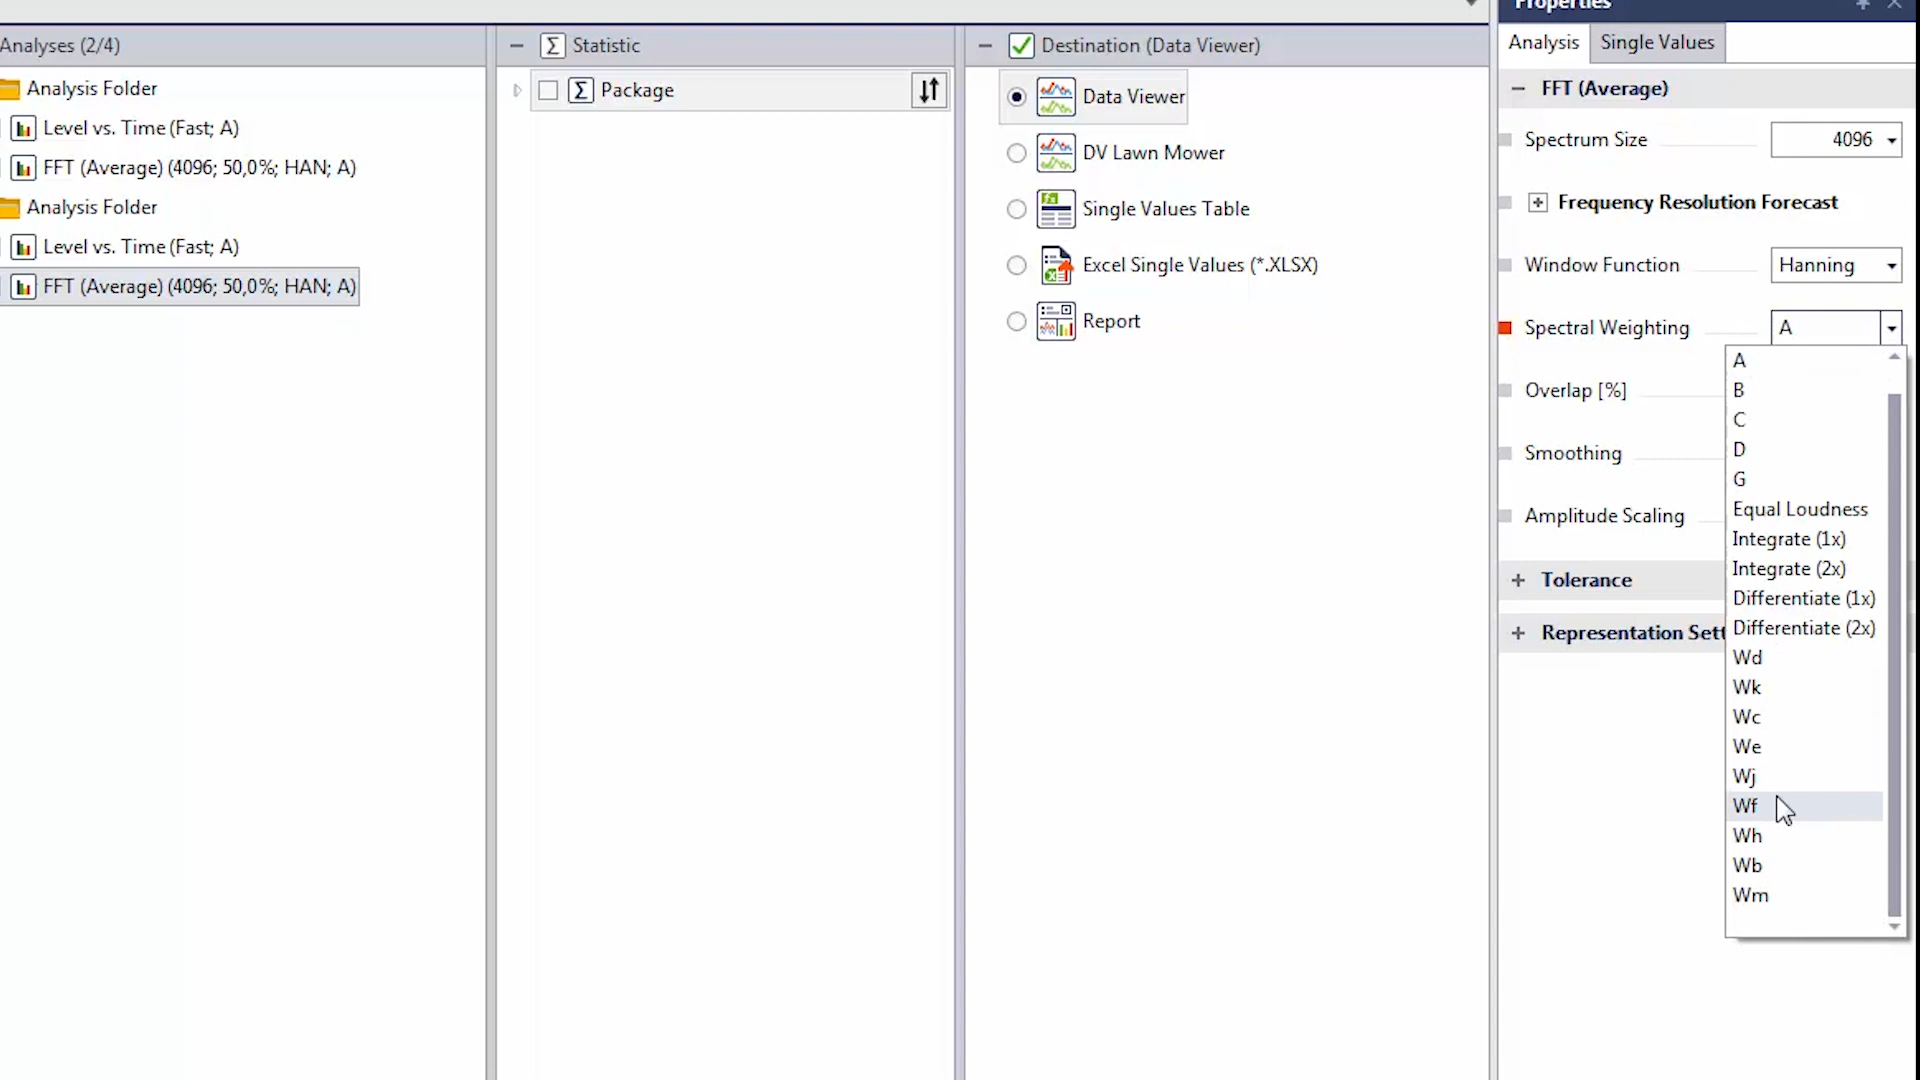 Properties
Analyses (2/4)
Analysis Folder
Level vs. Time (Fast; A)
FFT (Average) (4096; 50,0%; HAN; A)
Analysis Folder
Level vs. Time (Fast; A)
FFT (Average) (4096; 50,0%; HAN; A)
Σ Statistic
Σ Package
Destination (Data Viewer)
Data Viewer
DV Lawn Mower
Single Values Table
Excel Single Values (*.XLSX)
Report
Analysis
Single Values
FFT (Average)
Spectrum Size 4096
Frequency Resolution Forecast
Window Function Hanning
Spectral Weighting A
Overlap [%]
Smoothing
Amplitude Scaling
Tolerance
Representation Sett
A
B
C
D
G
Equal Loudness
Integrate (1x)
Integrate (2x)
Differentiate (1x)
Differentiate (2x)
Wd
Wk
Wc
We
Wj
Wf
Wh
Wb
Wm